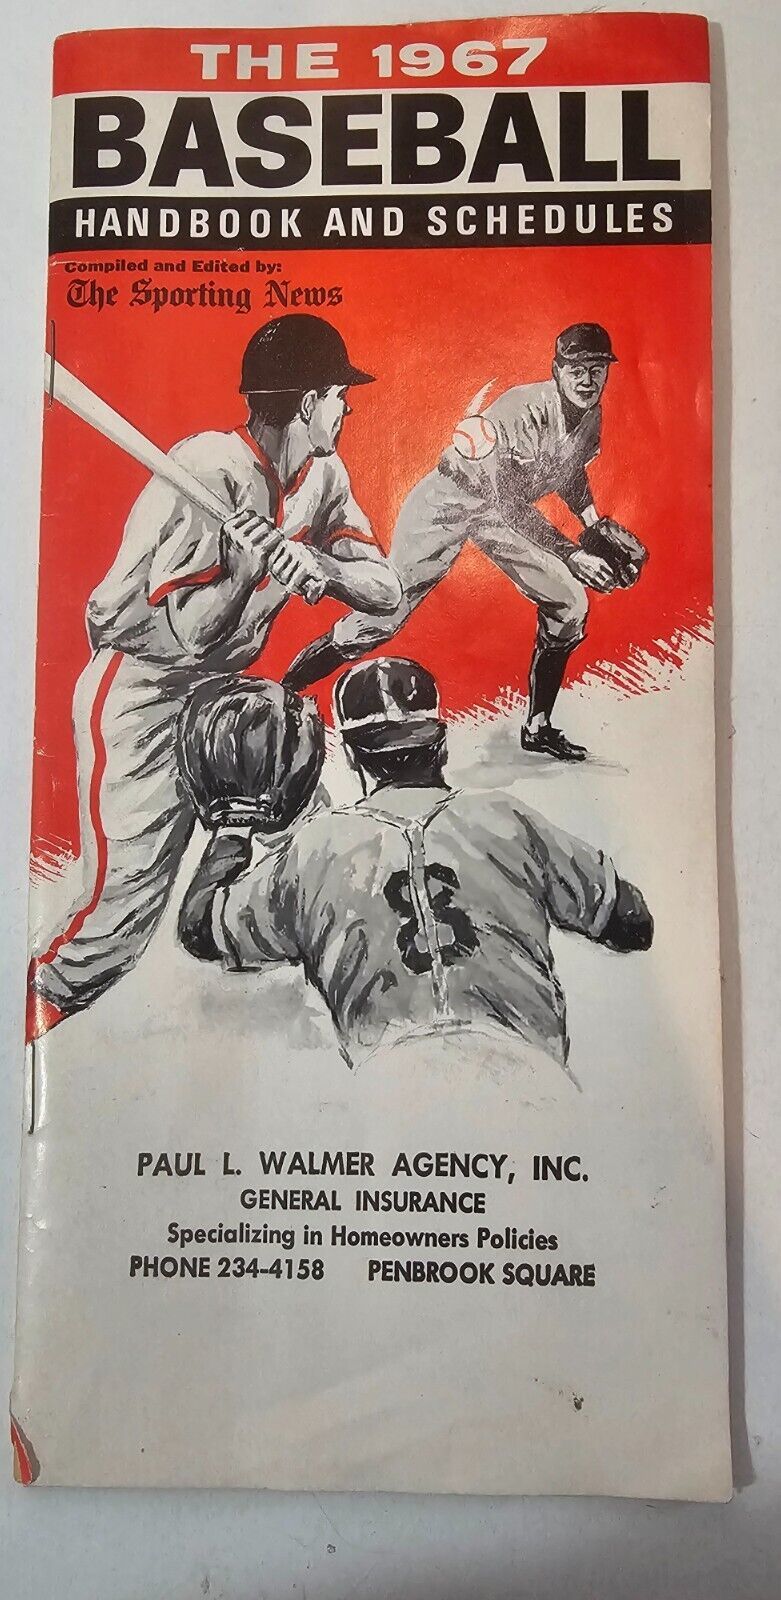 THE 1967
BASEBALL
HANDBOOK AND SCHEDULES
Compiled and Edited by:
The Sporting News
8
PAUL L. WALMER AGENCY, INC.
GENERAL INSURANCE
Specializing in Homeowners Policies
PHONE 234-4158 PENBROOK SQUARE